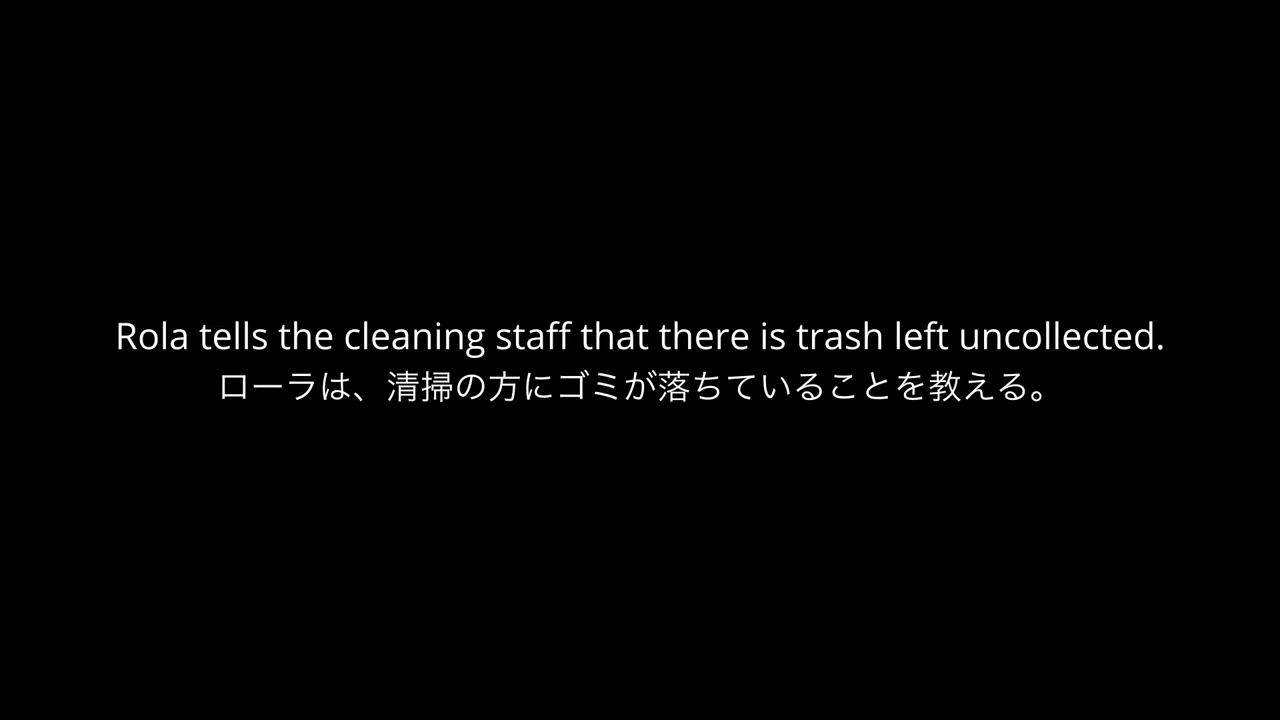 Rola tells the cleaning staff that there is trash left uncollected.
ローラは、清掃の方にゴミが落ちていることを教える。